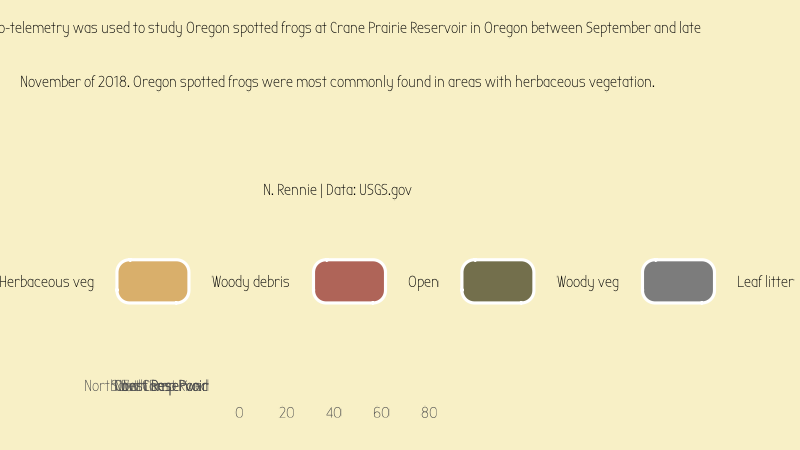 o-telemetry was used to study Oregon spotted frogs at Crane Prairie Reservoir in Oregon between September and late
November of 2018. Oregon spotted frogs were most commonly found in areas with herbaceous vegetation.
N. Rennie | Data: USGS.gov
Herbaceous veg Woody debris Open Woody veg Leaf litter
0 20 40 60 80